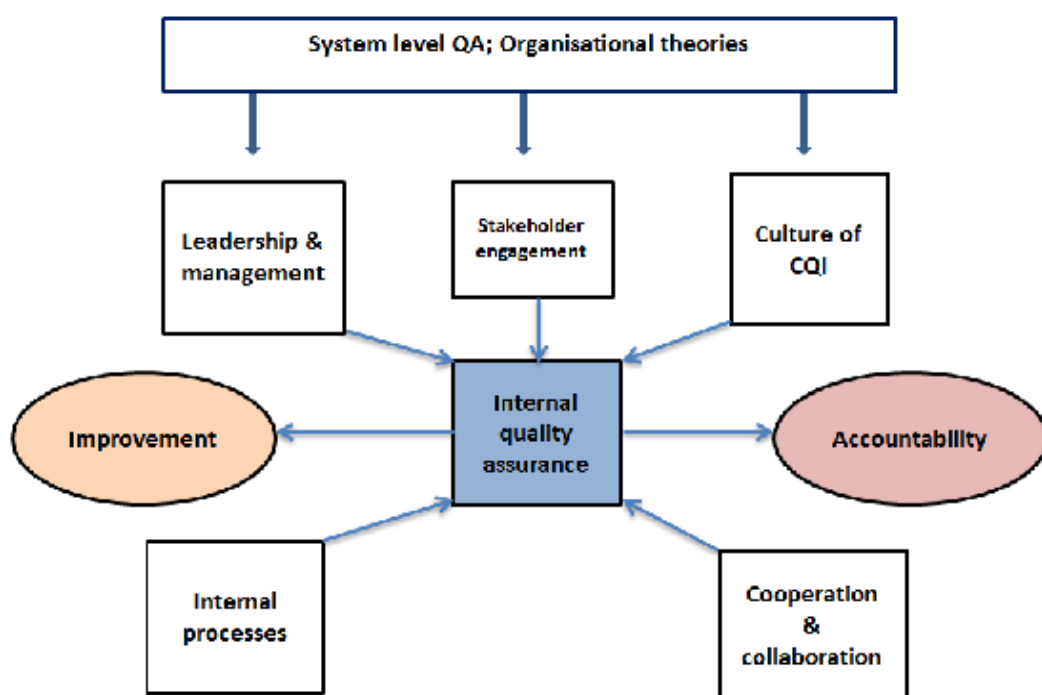 System level QA; Organisational theories
Leadership &
management
Stakeholder
engagement
Culture of
CQI
Improvement
Internal
quality
assurance
Accountability
Internal
processes
Cooperation
&
collaboration